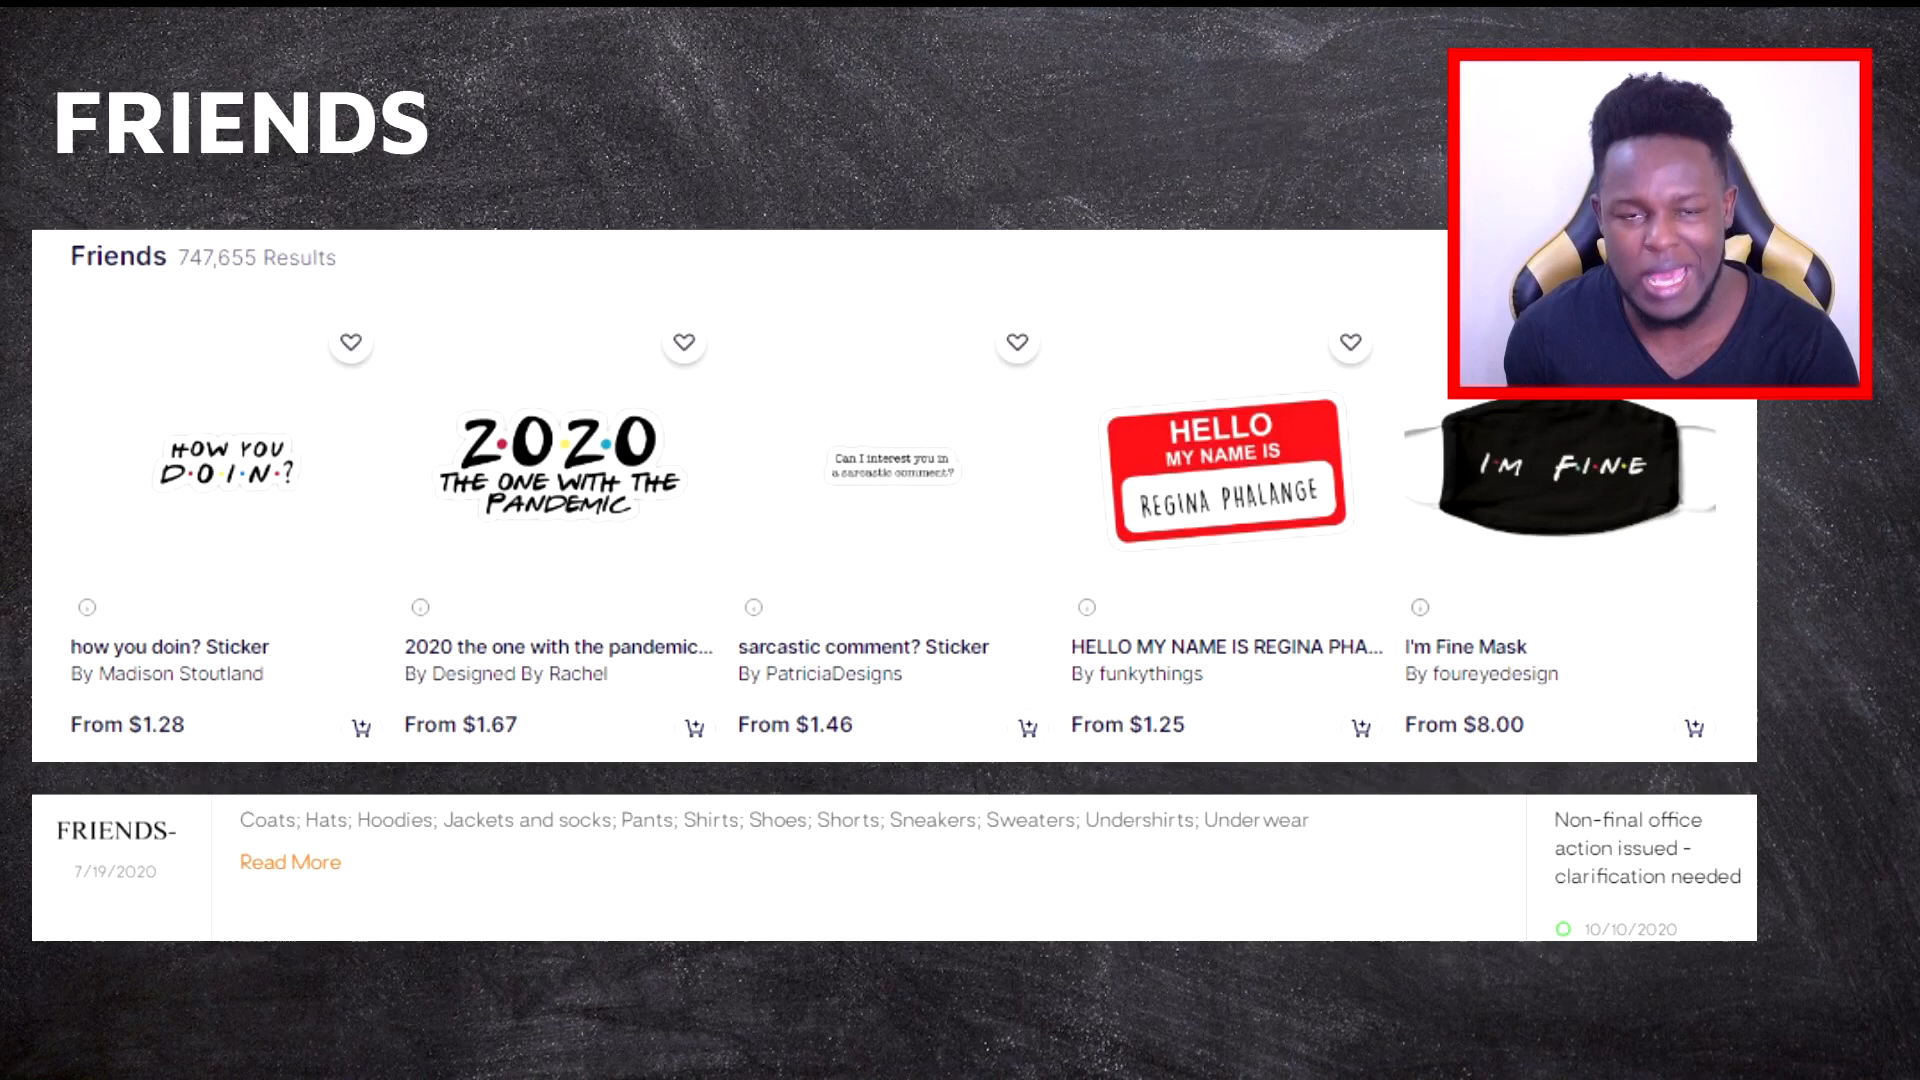 FRIENDS
Friends 747,655 Results
HOW YOU
D·O·I·N·?
2·0·2·0
THE ONE WITH THE
PANDEMIC
Can I interest you in
a sarcastic comment?
HELLO
MY NAME IS
REGINA PHALANGE
I·M F·I·N·E
how you doin? Sticker
By Madison Stoutland
From $1.28
2020 the one with the pandemic...
By Designed By Rachel
From $1.67
sarcastic comment? Sticker
By PatriciaDesigns
From $1.46
HELLO MY NAME IS REGINA PHA...
By funkythings
From $1.25
I'm Fine Mask
By foureyedesign
From $8.00
FRIENDS-
7/19/2020
Coats; Hats; Hoodies; Jackets and socks; Pants; Shirts; Shoes; Shorts; Sneakers; Sweaters; Undershirts; Underwear
Read More
Non-final office
action issued -
clarification needed
10/10/2020